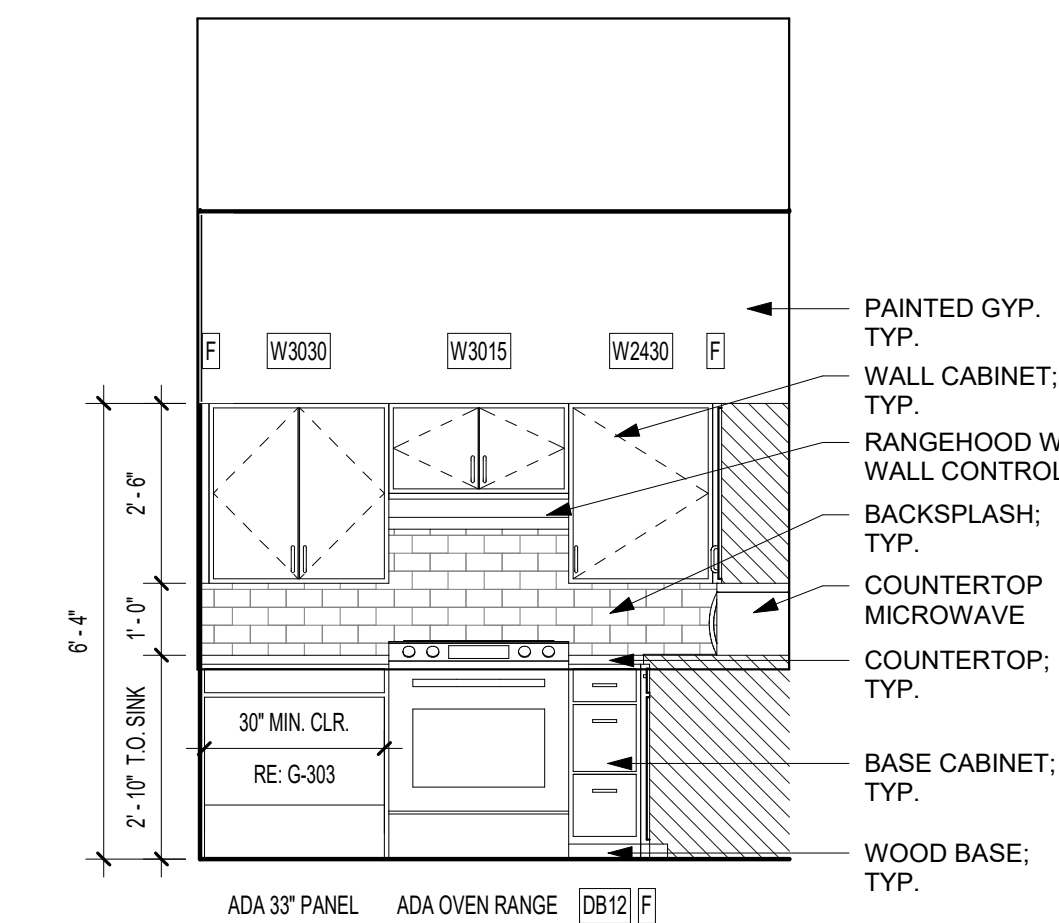 PAINTED GYP.
TYP.
F
W3030
W3015
W2430
F
WALL CABINET;
TYP.
RANGEHOOD
WALL CONTROL
2' - 6"
BACKSPLASH;
TYP.
1' - 0"
COUNTERTOP
MICROWAVE
6' - 4"
COUNTERTOP;
TYP.
2' - 10" T.O. SINK
30" MIN. CLR.
RE: G-303
BASE CABINET;
TYP.
WOOD BASE;
TYP.
ADA 33" PANEL
ADA OVEN RANGE
DB12
F